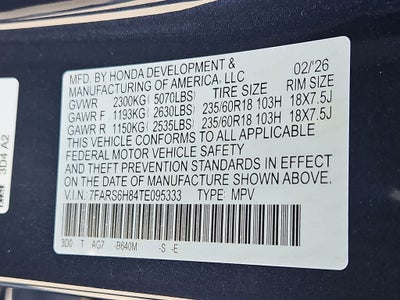 MFD. BY HONDA DEVELOPMENT &
MANUFACTURING OF AMERICA, LLC 02/'26
GVWR 2300KG( 5070LBS) TIRE SIZE RIM SIZE
GAWR F 1193KG( 2630LBS) 235/60R18 103H 18X7.5J
GAWR R 1150KG( 2535LBS) 235/60R18 103H 18X7.5J
THIS VEHICLE CONFORMS TO ALL APPLICABLE
FEDERAL MOTOR VEHICLE SAFETY
AND THEFT PREVENTION STANDARDS IN EFFECT
ON THE DATE OF MANUFACTURE SHOWN ABOVE.
V.I.N. 7FARS6H84TE095333 TYPE: MPV
3D0 T AG7 -B640M -S -E
3D4 A2